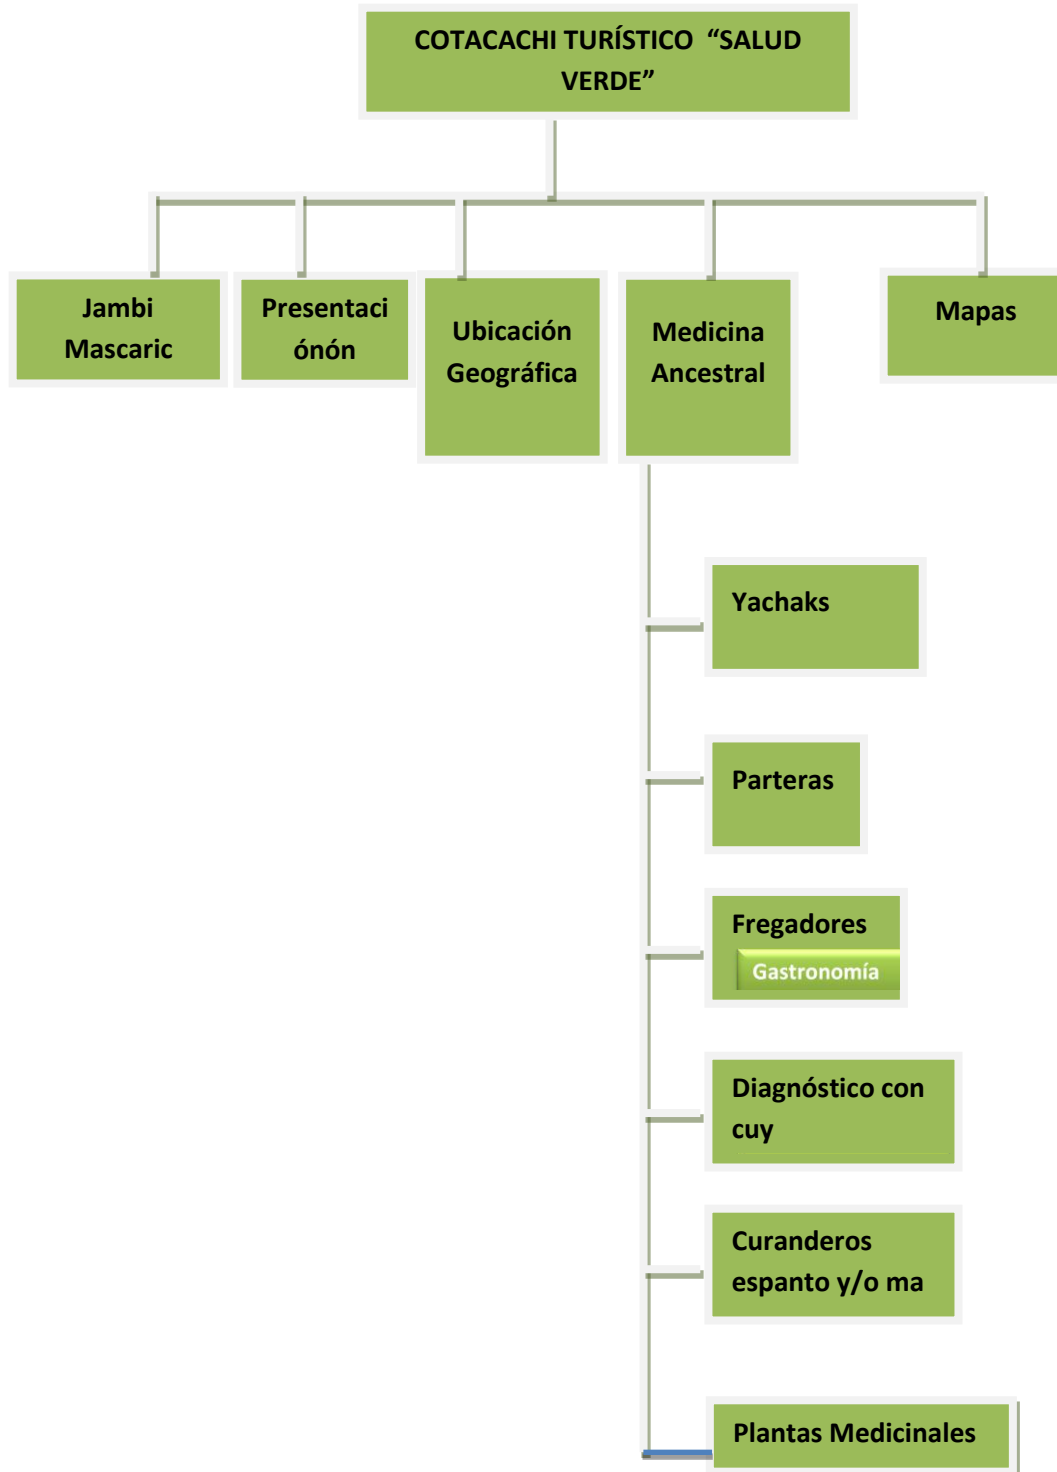 COTACACHI TURÍSTICO “SALUD
VERDE”
Jambi
Mascaric
Presentaci
ónón
Ubicación
Geográfica
Medicina
Ancestral
Mapas
Yachaks
Parteras
Fregadores
Gastronomía
Diagnóstico con
cuy
Curanderos
espanto y/o ma
Plantas Medicinales